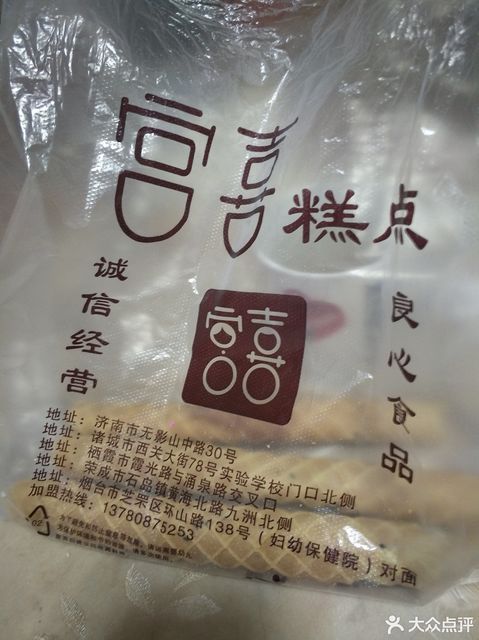 宫喜糕点
诚信经营
良心食品
宫囍
地址：济南市无影山中路30号
地址：诸城市西关大街78号实验学校门口北侧
地址：栖霞市霞光路与涌泉路交叉口
地址：荣成市石岛镇黄海北路九洲北侧
地址：烟台市芝罘区环山路138号（妇幼保健院）对面
加盟热线：13780875253
02
大众点评